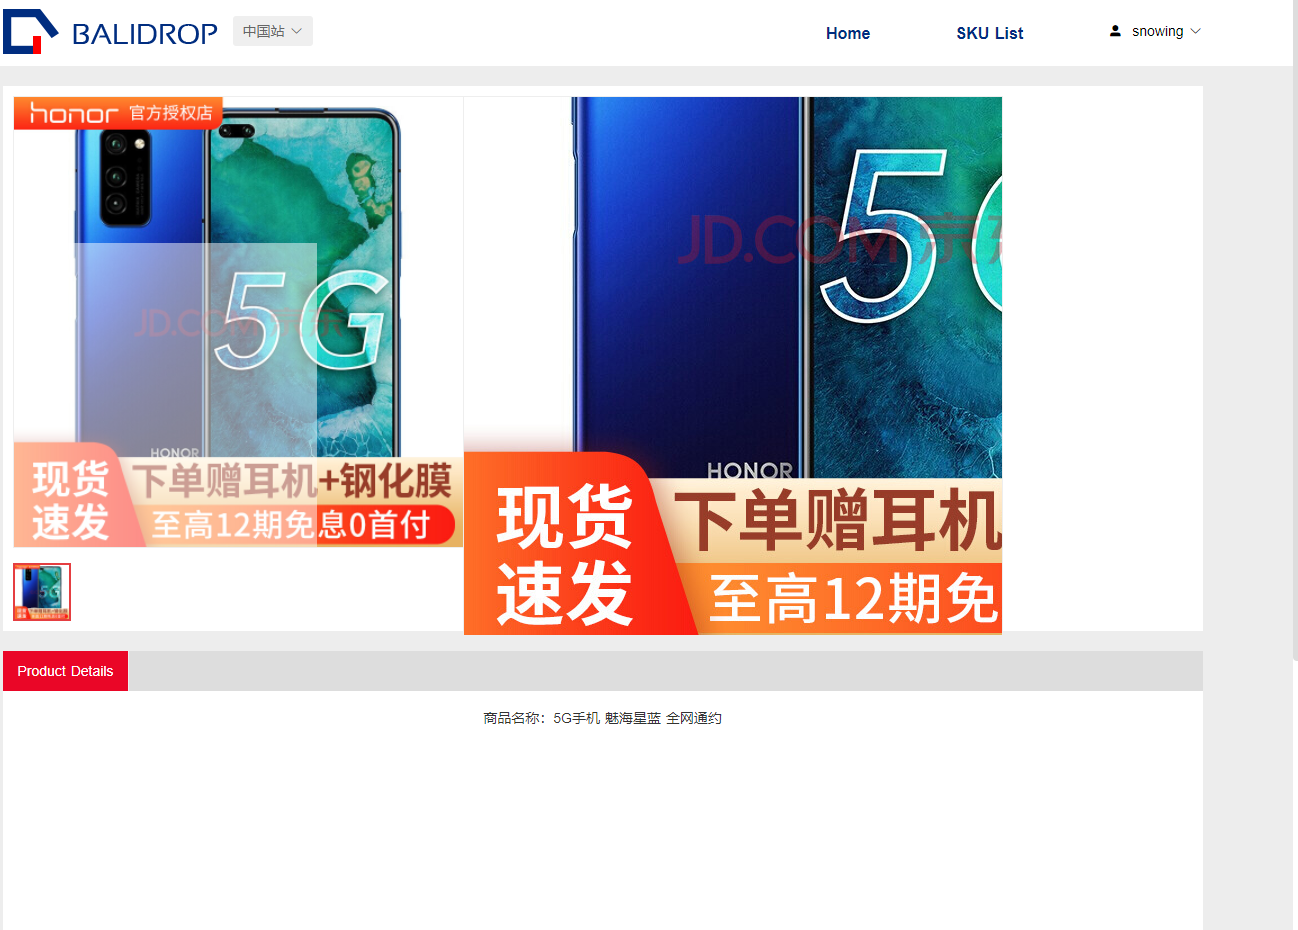 BALIDROP
中国站
Home
SKU List
snowing
honor 官方授权店
5G
JD.COM 京东
HONOR
现货
速发
下单赠耳机+钢化膜
至高12期免息0首付
5G
JD.COM 京东
HONOR
现货
速发
下单赠耳机
至高12期免
Product Details
商品名称：5G手机 魅海星蓝 全网通约